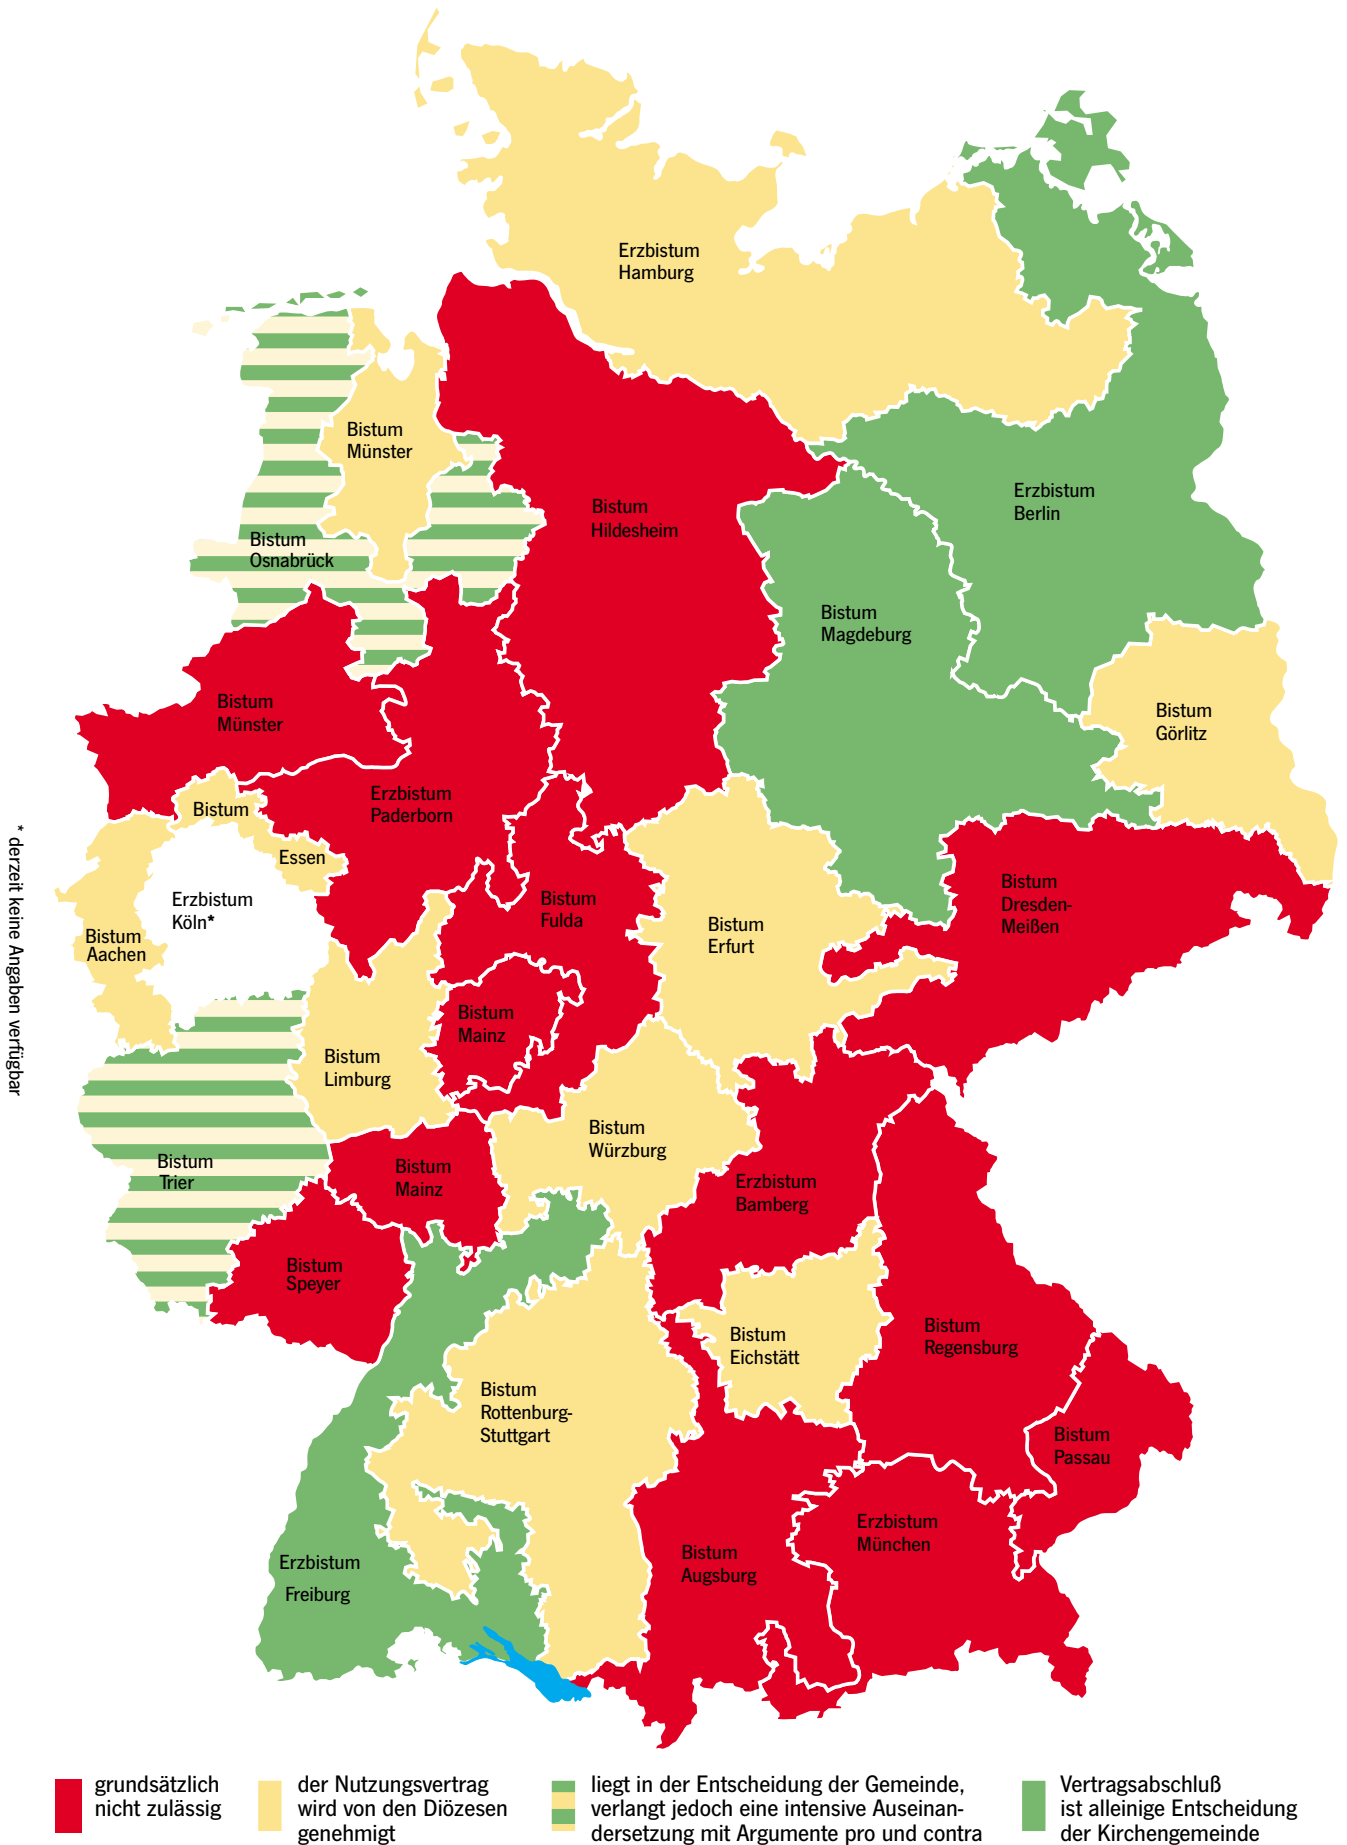 Erzbistum
Hamburg
Bistum
Münster
Erzbistum
Berlin
Bistum
Hildesheim
Bistum
Osnabrück
Bistum
Magdeburg
Bistum
Münster
Bistum
Görlitz
Erzbistum
Paderborn
Bistum
Essen
Erzbistum
Köln*
Bistum
Aachen
Bistum
Fulda
Bistum
Erfurt
Bistum
Dresden-
Meißen
Bistum
Mainz
Bistum
Limburg
Bistum
Würzburg
Bistum
Trier
Bistum
Mainz
Erzbistum
Bamberg
Bistum
Speyer
Bistum
Eichstätt
Bistum
Regensburg
Bistum
Rottenburg-
Stuttgart
Bistum
Passau
Erzbistum
München
Bistum
Augsburg
Erzbistum
Freiburg
* derzeit keine Angaben verfügbar
grundsätzlich
nicht zulässig
der Nutzungsvertrag
wird von den Diözesen
genehmigt
liegt in der Entscheidung der Gemeinde,
verlangt jedoch eine intensive Auseinan-
dersetzung mit Argumente pro und contra
Vertragsabschluß
ist alleinige Entscheidung
der Kirchengemeinde